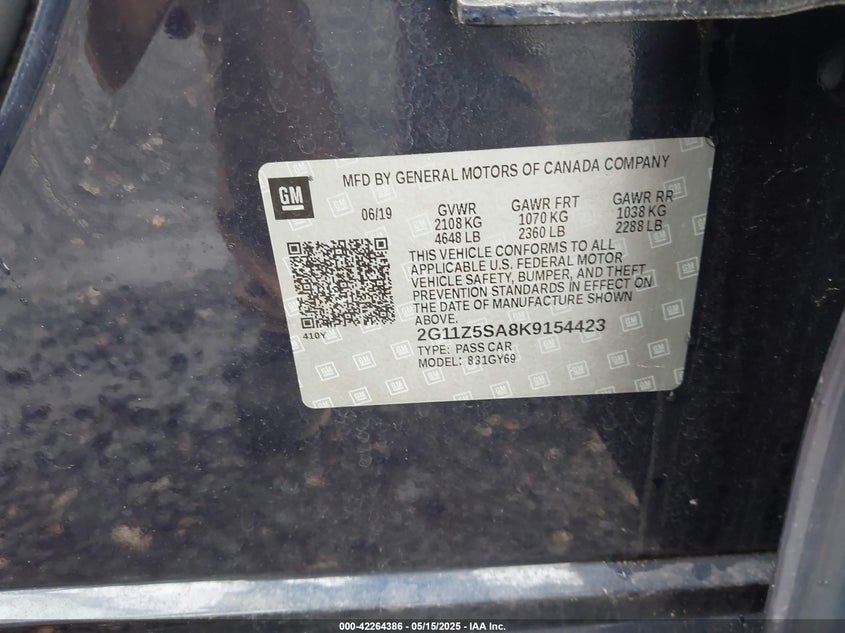 GM
MFD BY GENERAL MOTORS OF CANADA COMPANY
06/19 GVWR GAWR FRT GAWR RR
2108 KG 1070 KG 1038 KG
4648 LB 2360 LB 2288 LB
THIS VEHICLE CONFORMS TO ALL
APPLICABLE U.S. FEDERAL MOTOR
VEHICLE SAFETY, BUMPER, AND THEFT
PREVENTION STANDARDS IN EFFECT ON
THE DATE OF MANUFACTURE SHOWN
ABOVE.
410Y
2G11Z5SA8K9154423
TYPE: PASS CAR
MODEL: 831GY69
000-42264386 - 05/15/2025 - IAA Inc.